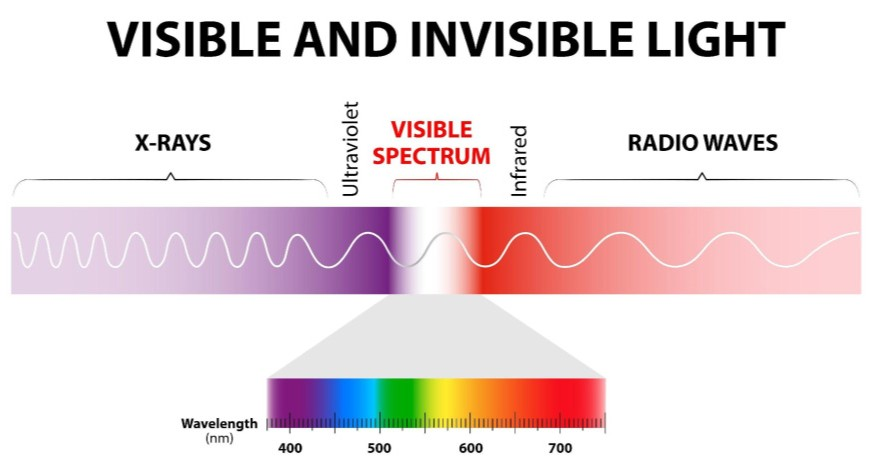 VISIBLE AND INVISIBLE LIGHT
X-RAYS
Ultraviolet
VISIBLE
SPECTRUM
Infrared
RADIO WAVES
Wavelength
(nm)
400 500 600 700